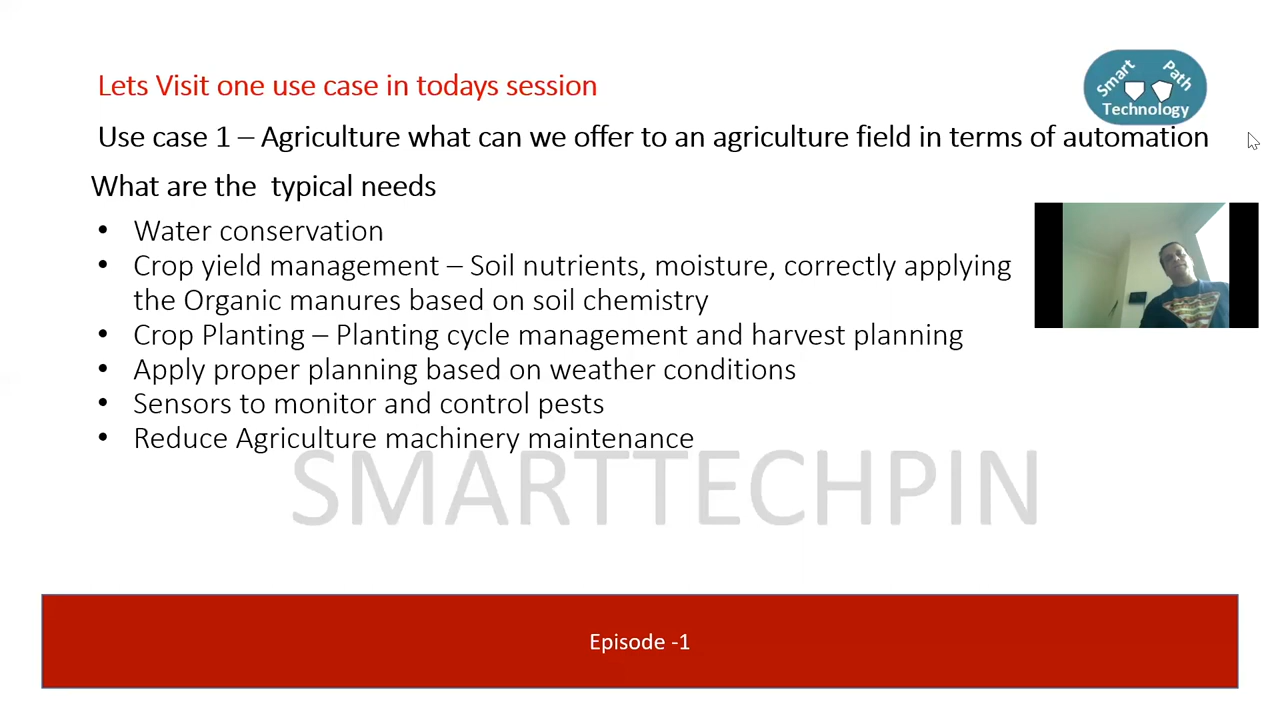 Lets Visit one use case in todays session
Smart Path
Technology
Use case 1 – Agriculture what can we offer to an agriculture field in terms of automation
What are the  typical needs
• Water conservation
• Crop yield management – Soil nutrients, moisture, correctly applying
the Organic manures based on soil chemistry
• Crop Planting – Planting cycle management and harvest planning
• Apply proper planning based on weather conditions
• Sensors to monitor and control pests
• Reduce Agriculture machinery maintenance
SMARTTECHPIN
Episode -1